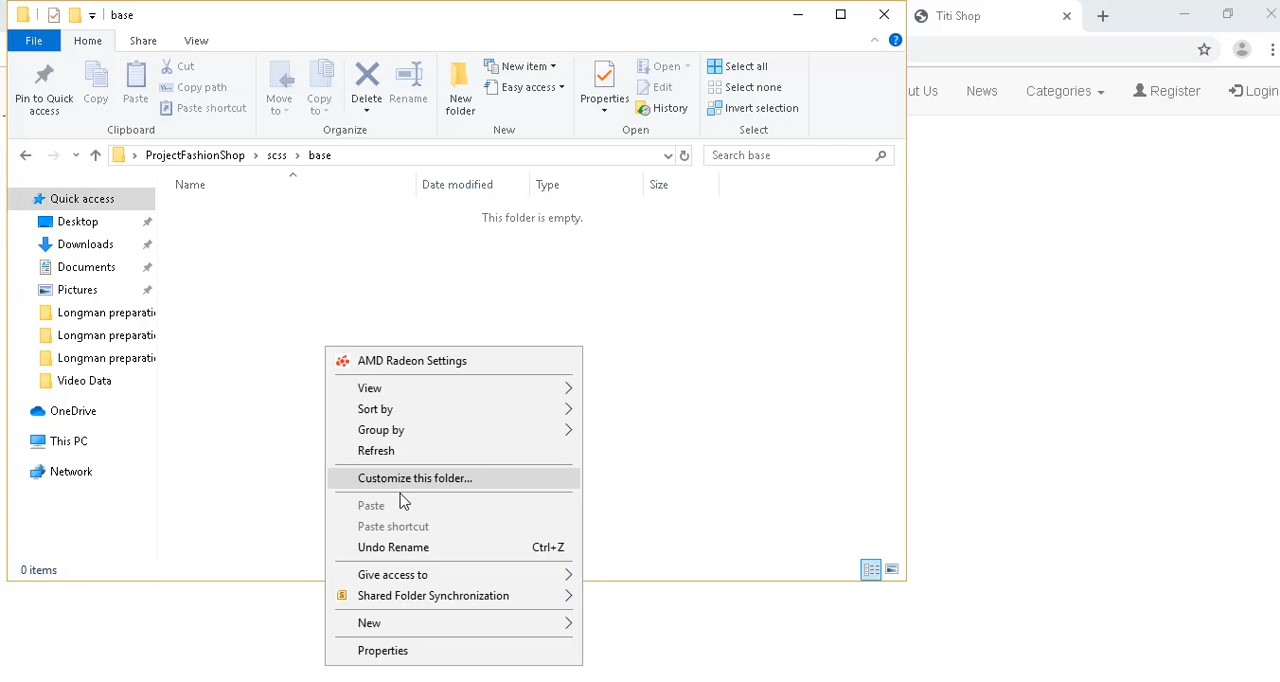 base
Titi Shop
File Home Share View
Pin to Quick access
Copy
Paste
Cut
Copy path
Paste shortcut
Clipboard
Move to
Copy to
Delete
Rename
Organize
New folder
New item
Easy access
New
Properties
Open
Edit
History
Open
Select all
Select none
Invert selection
Select
ut Us News Categories Register Login
ProjectFashionShop > scss > base
Search base
Name Date modified Type Size
This folder is empty.
Quick access
Desktop
Downloads
Documents
Pictures
Longman preparati
Longman preparati
Longman preparati
Video Data
OneDrive
This PC
Network
AMD Radeon Settings
View
Sort by
Group by
Refresh
Customize this folder...
Paste
Paste shortcut
Undo Rename Ctrl+Z
Give access to
Shared Folder Synchronization
New
Properties
0 items